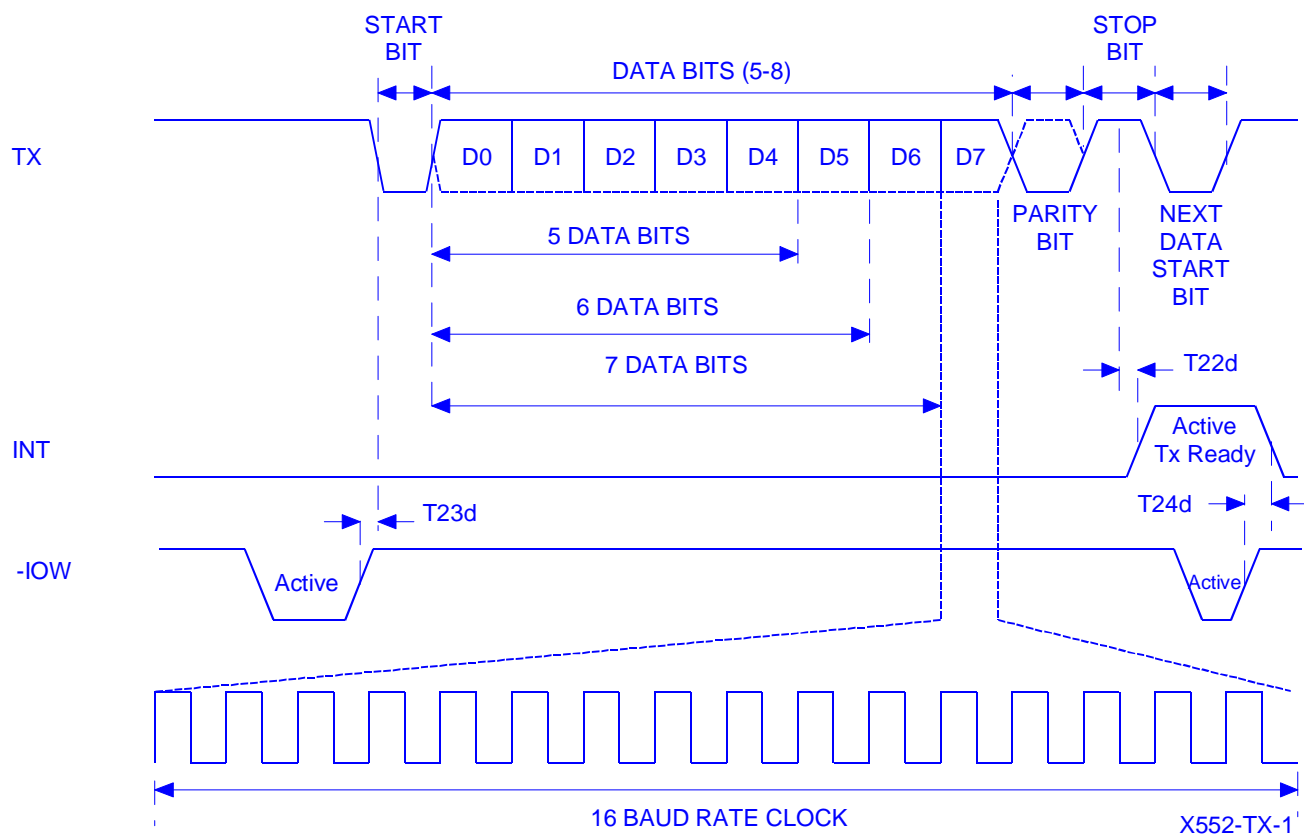 START
BIT
STOP
BIT
DATA BITS (5-8)
TX
D0 D1 D2 D3 D4 D5 D6 D7
PARITY
BIT
NEXT
DATA
START
BIT
5 DATA BITS
6 DATA BITS
7 DATA BITS
T22d
INT
Active
Tx Ready
T23d
T24d
-IOW
Active
Active
16 BAUD RATE CLOCK
X552-TX-1